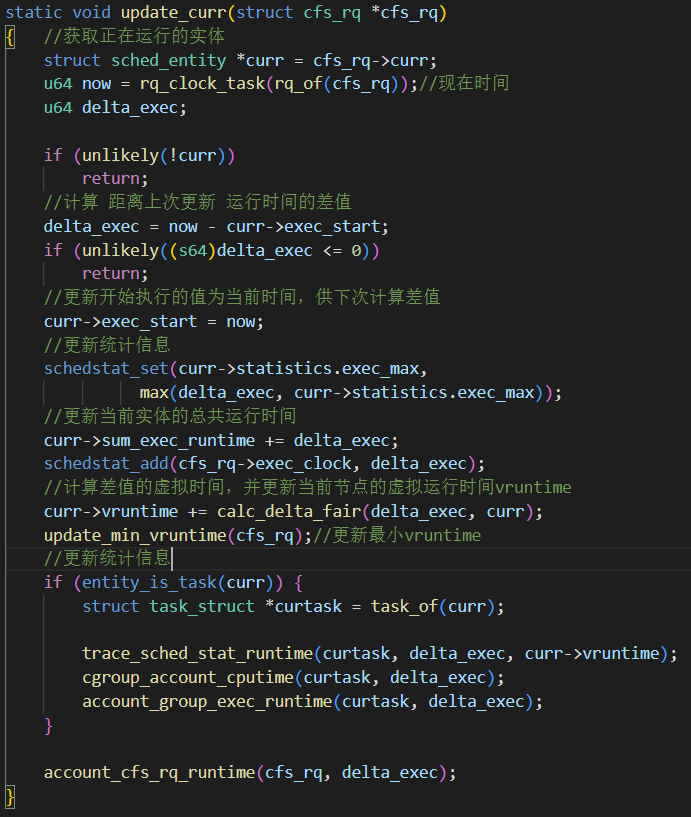 static void update_curr(struct cfs_rq *cfs_rq)
{   //获取正在运行的实体
    struct sched_entity *curr = cfs_rq->curr;
    u64 now = rq_clock_task(rq_of(cfs_rq));//现在时间
    u64 delta_exec;

    if (unlikely(!curr))
        return;
    //计算 距离上次更新 运行时间的差值
    delta_exec = now - curr->exec_start;
    if (unlikely((s64)delta_exec <= 0))
        return;
    //更新开始执行的值为当前时间，供下次计算差值
    curr->exec_start = now;
    //更新统计信息
    schedstat_set(curr->statistics.exec_max,
              max(delta_exec, curr->statistics.exec_max));
    //更新当前实体的总共运行时间
    curr->sum_exec_runtime += delta_exec;
    schedstat_add(cfs_rq->exec_clock, delta_exec);
    //计算差值的虚拟时间，并更新当前节点的虚拟运行时间vruntime
    curr->vruntime += calc_delta_fair(delta_exec, curr);
    update_min_vruntime(cfs_rq);//更新最小vruntime
    //更新统计信息
    if (entity_is_task(curr)) {
        struct task_struct *curtask = task_of(curr);

        trace_sched_stat_runtime(curtask, delta_exec, curr->vruntime);
        cgroup_account_cputime(curtask, delta_exec);
        account_group_exec_runtime(curtask, delta_exec);
    }

    account_cfs_rq_runtime(cfs_rq, delta_exec);
}